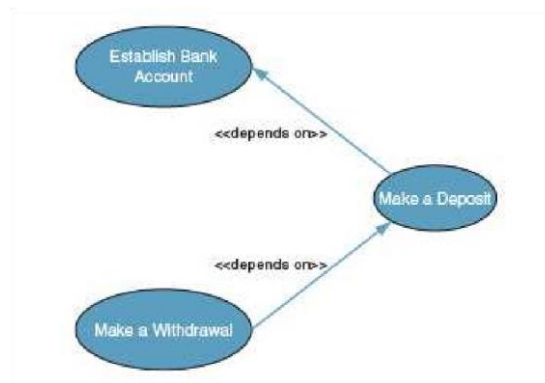 Establish Bank
Account
<<depends on>>
Make a Deposit
<<depends on>>
Make a Withdrawal